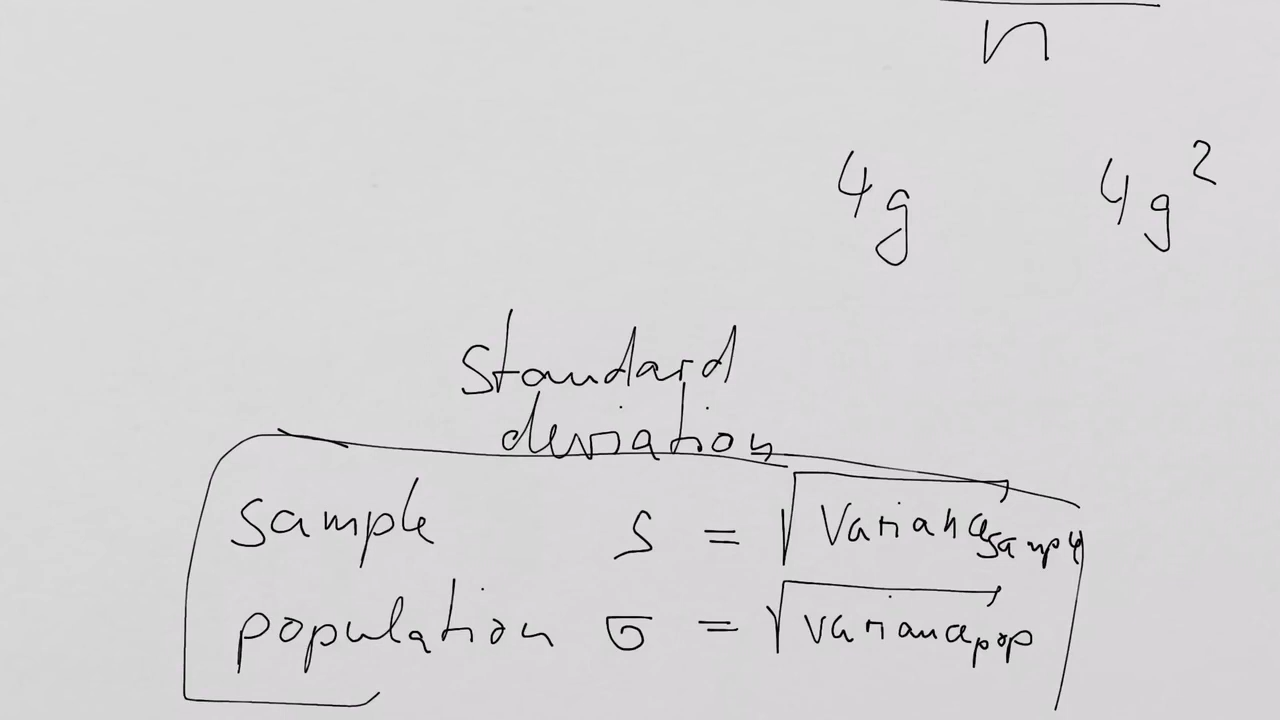 n
4g 4g²
Standard
deviation
sample s = √variance sample
population σ = √variance pop